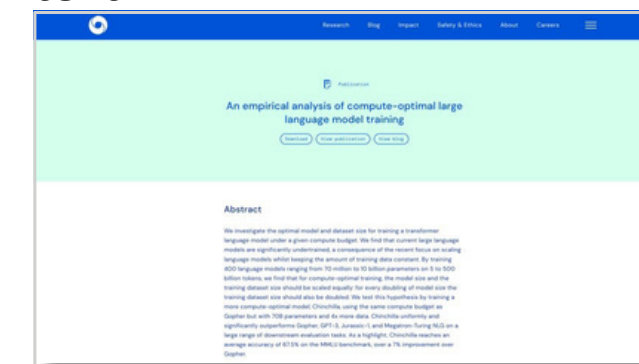 Research Blog Impact Safety & Ethics About Careers
Publication
An empirical analysis of compute-optimal large
language model training
Download View publication View blog
Abstract
We investigate the optimal model and dataset size for training a transformer
language model under a given compute budget. We find that current large language
models are significantly undertrained, a consequence of the recent focus on scaling
language models whilst keeping the amount of training data constant. By training
400 language models ranging from 70 million to 10 billion parameters on 5 to 500
billion tokens, we find that for compute-optimal training, the model size and the
training dataset size should be scaled equally: for every doubling of model size the
training dataset size should also be doubled. We test this hypothesis by training a
more compute-optimal model, Chinchilla, using the same compute budget as
Gopher but with 70B parameters and 4x more data. Chinchilla uniformly and
significantly outperforms Gopher, GPT-3, Jurassic-1, and Megatron-Turing NLG on a
large range of downstream evaluation tasks. As a highlight, Chinchilla reaches an
average accuracy of 67.5% on the MMLU benchmark, over a 7% improvement over
Gopher.